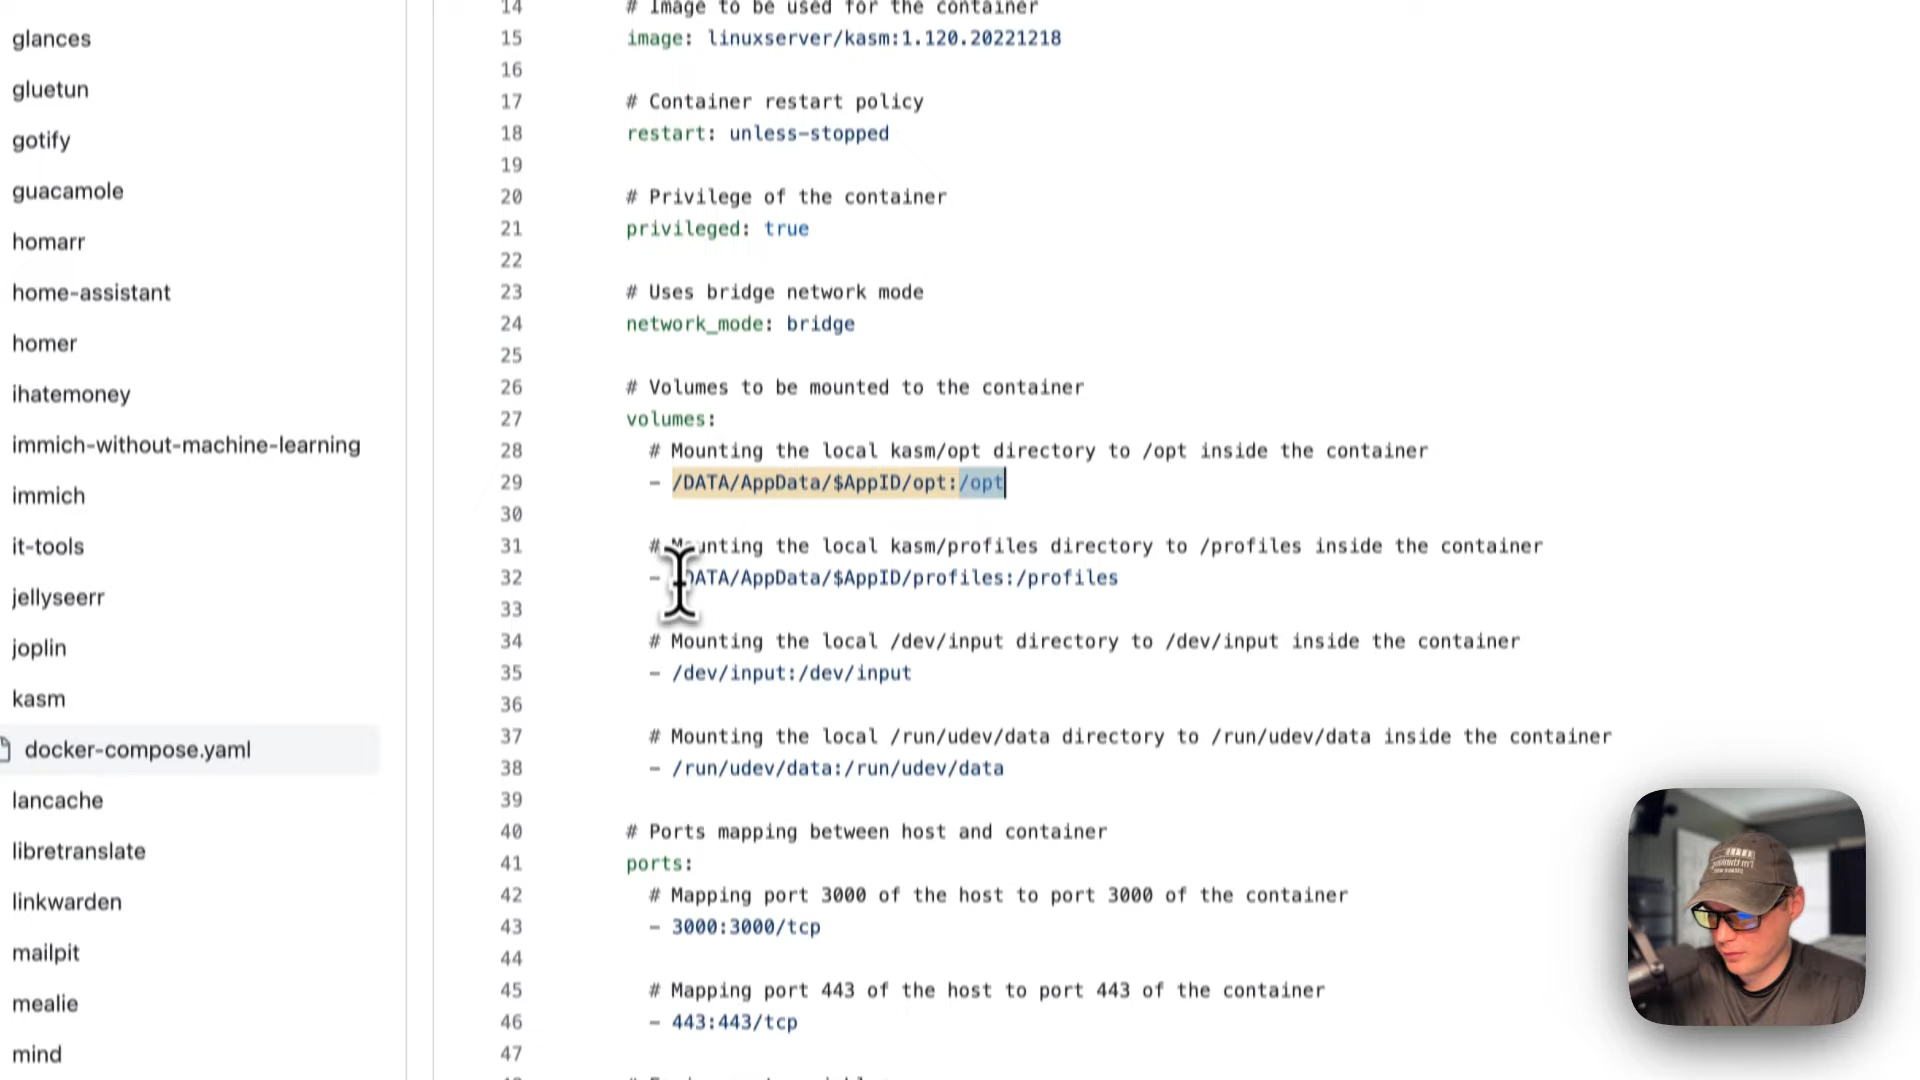 glances
gluetun
gotify
guacamole
homarr
home-assistant
homer
ihatemoney
immich-without-machine-learning
immich
it-tools
jellyseerr
joplin
kasm
docker-compose.yaml
lancache
libretranslate
linkwarden
mailpit
mealie
mind
14 # Image to be used for the container
15 image: linuxserver/kasm:1.120.20221218
16
17 # Container restart policy
18 restart: unless-stopped
19
20 # Privilege of the container
21 privileged: true
22
23 # Uses bridge network mode
24 network_mode: bridge
25
26 # Volumes to be mounted to the container
27 volumes:
28 # Mounting the local kasm/opt directory to /opt inside the container
29 - /DATA/AppData/$AppID/opt:/opt
30
31 # Mounting the local kasm/profiles directory to /profiles inside the container
32 - /DATA/AppData/$AppID/profiles:/profiles
33
34 # Mounting the local /dev/input directory to /dev/input inside the container
35 - /dev/input:/dev/input
36
37 # Mounting the local /run/udev/data directory to /run/udev/data inside the container
38 - /run/udev/data:/run/udev/data
39
40 # Ports mapping between host and container
41 ports:
42 # Mapping port 3000 of the host to port 3000 of the container
43 - 3000:3000/tcp
44
45 # Mapping port 443 of the host to port 443 of the container
46 - 443:443/tcp
47